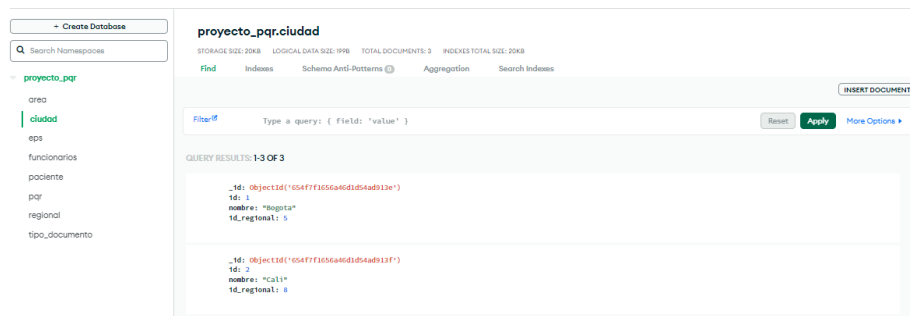 + Create Database
Search Namespaces
proyecto_pqr
area
ciudad
eps
funcionarios
paciente
pqr
regional
tipo_documento
proyecto_pqr.ciudad
STORAGE SIZE: 20KB LOGICAL DATA SIZE: 199B TOTAL DOCUMENTS: 3 INDEXES TOTAL SIZE: 20KB
Find Indexes Schema Anti-Patterns 0 Aggregation Search Indexes
INSERT DOCUMENT
Filter Type a query: { field: 'value' } Reset Apply More Options
QUERY RESULTS: 1-3 OF 3
_id: ObjectId('654f7f1656a46d1d54ad913e')
id: 1
nombre: "Bogota"
id_regional: 5
_id: ObjectId('654f7f1656a46d1d54ad913f')
id: 2
nombre: "Cali"
id_regional: 8